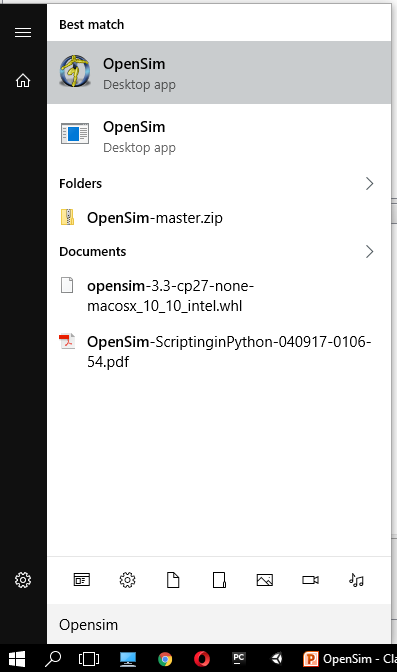 Best match
OpenSim
Desktop app
OpenSim
Desktop app
Folders
OpenSim-master.zip
Documents
opensim-3.3-cp27-none-
macosx_10_10_intel.whl
OpenSim-ScriptinginPython-040917-0106-
54.pdf
Opensim
PC
OpenSim - Cla